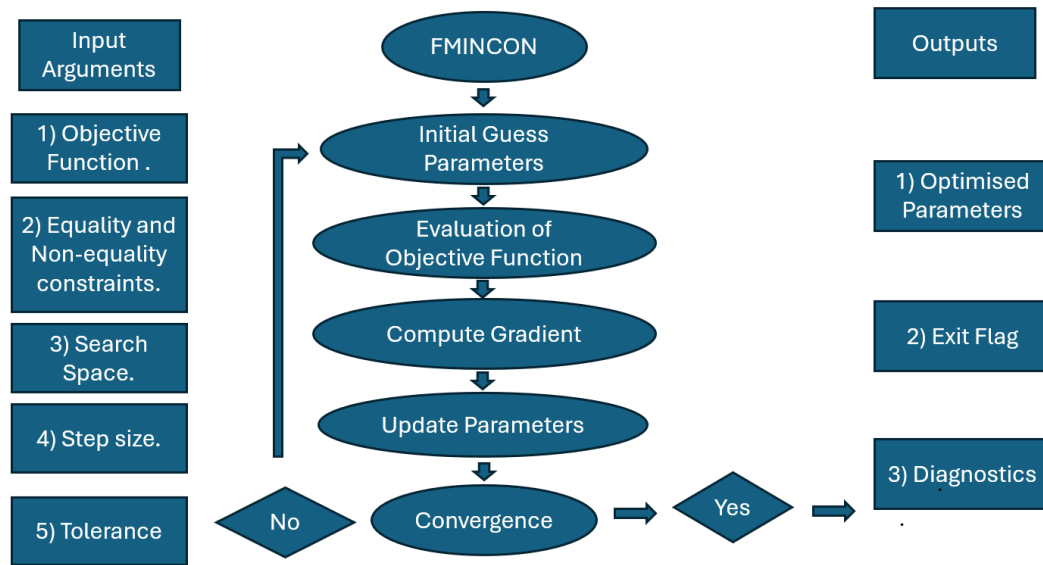 Input
Arguments
1) Objective
Function .
2) Equality and
Non-equality
constraints.
3) Search
Space.
4) Step size.
5) Tolerance
FMINCON
Initial Guess
Parameters
Evaluation of
Objective Function
Compute Gradient
Update Parameters
Convergence
No
Yes
Outputs
1) Optimised
Parameters
2) Exit Flag
3) Diagnostics
.
.